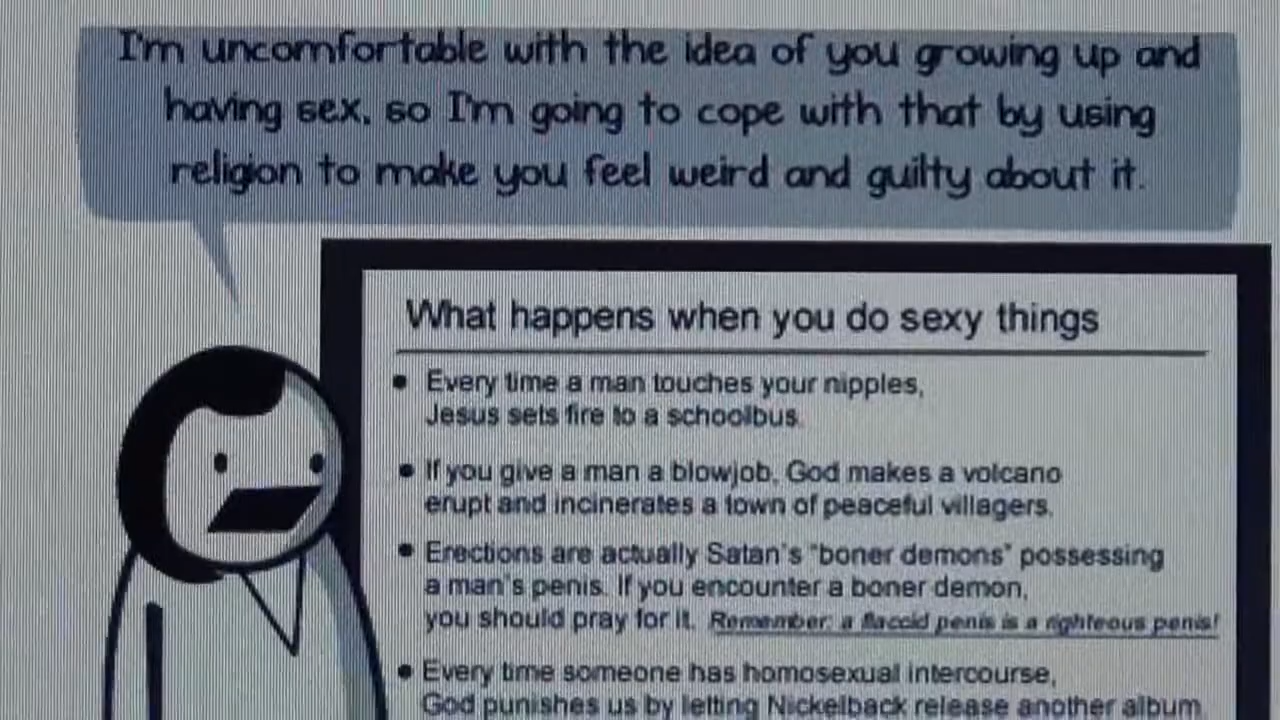 I'm uncomfortable with the idea of you growing up and
having sex, so I'm going to cope with that by using
religion to make you feel weird and guilty about it.
What happens when you do sexy things
• Every time a man touches your nipples,
Jesus sets fire to a schoolbus.
• If you give a man a blowjob, God makes a volcano
erupt and incinerates a town of peaceful villagers.
• Erections are actually Satan's "boner demons" possessing
a man's penis. If you encounter a boner demon,
you should pray for it. Remember: a flaccid penis is a righteous penis!
• Every time someone has homosexual intercourse,
God punishes us by letting Nickelback release another album.